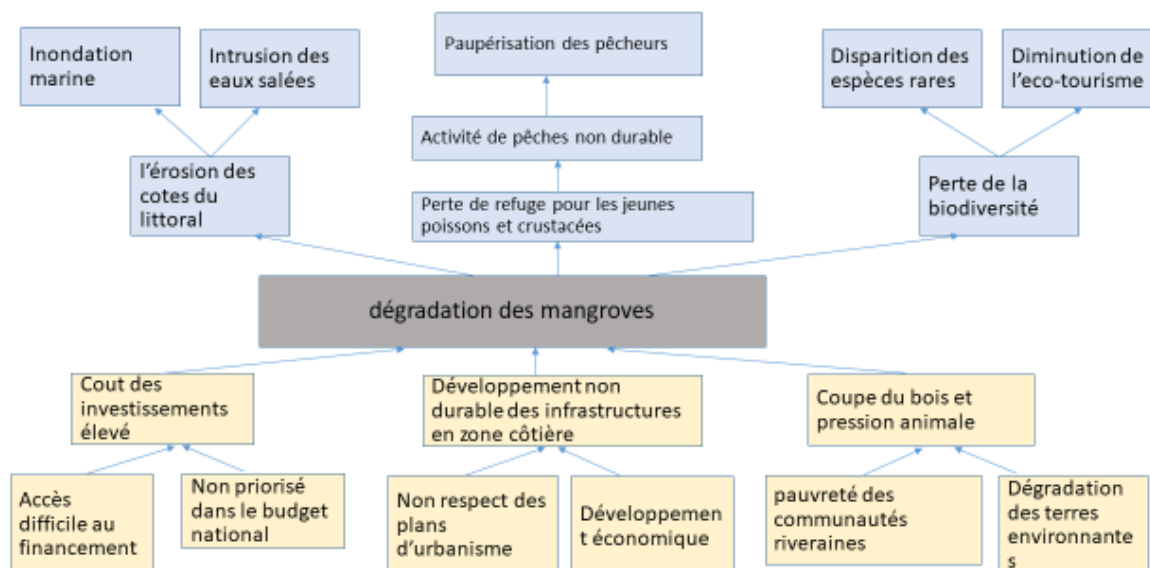 Inondation
marine
Intrusion des
eaux salées
Paupérisation des pêcheurs
Disparition des
espèces rares
Diminution de
l'eco-tourisme
Activité de pêches non durable
l'érosion des
cotes du
littoral
Perte de refuge pour les jeunes
poissons et crustacées
Perte de la
biodiversité
dégradation des mangroves
Cout des
investissements
élevé
Développement non
durable des infrastructures
en zone côtière
Coupe du bois et
pression animale
Accès
difficile au
financement
Non priorisé
dans le budget
national
Non respect des
plans
d'urbanisme
Développemen
t économique
pauvreté des
communautés
riveraines
Dégradation
des terres
environnante
s